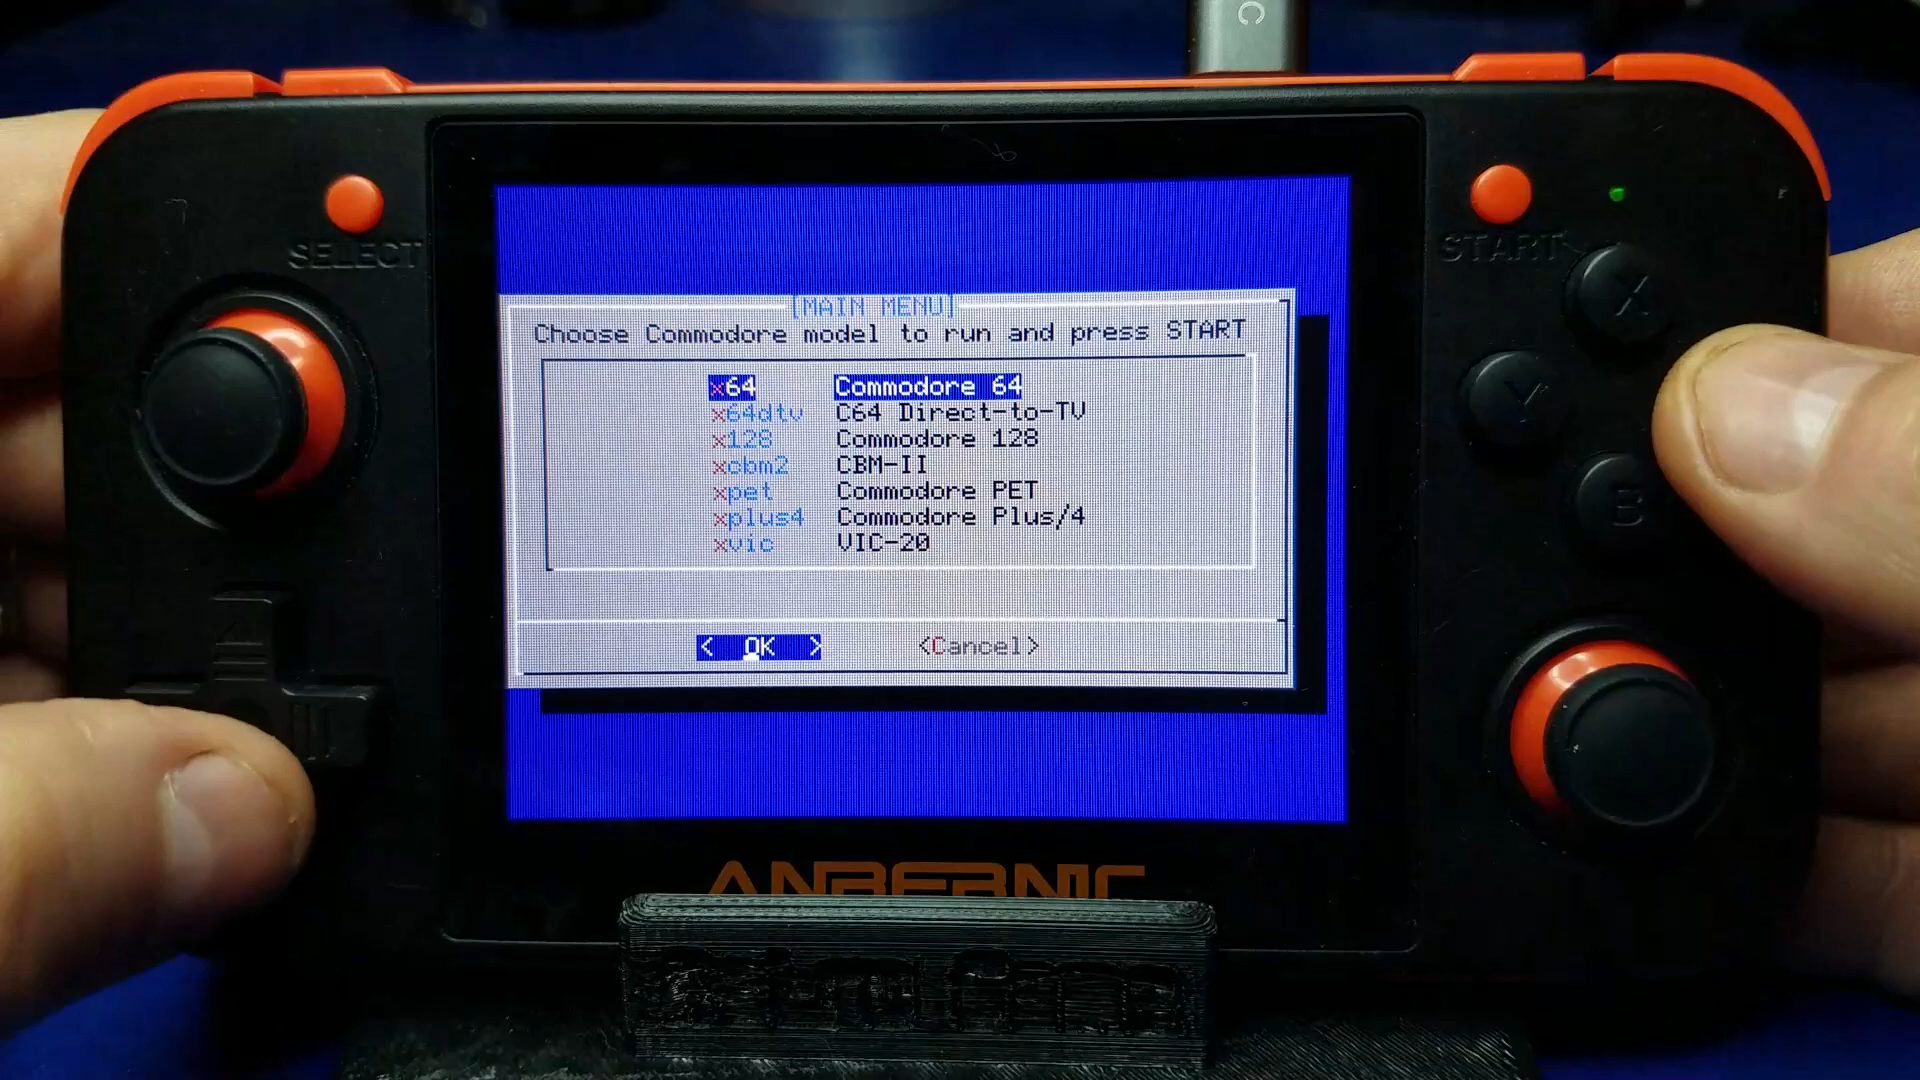 C
SELECT
START
X
Y
B
[MAIN MENU]
Choose Commodore model to run and press START
x64 Commodore 64
x64dtv C64 Direct-to-TV
x128 Commodore 128
xcbm2 CBM-II
xpet Commodore PET
xplus4 Commodore Plus/4
xvic VIC-20
< OK > <Cancel>
ANBERNIC